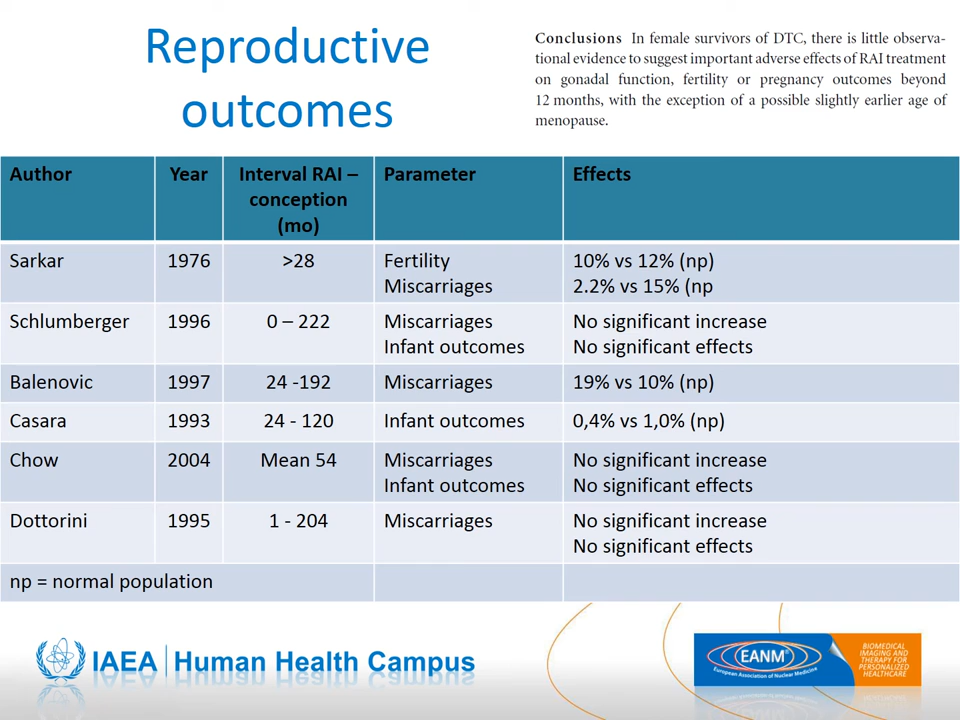 Reproductive
outcomes
Conclusions In female survivors of DTC, there is little observa-
tional evidence to suggest important adverse effects of RAI treatment
on gonadal function, fertility or pregnancy outcomes beyond
12 months, with the exception of a possible slightly earlier age of
menopause.
Author Year Interval RAI – conception (mo) Parameter Effects
Sarkar 1976 >28 Fertility 10% vs 12% (np)
Miscarriages 2.2% vs 15% (np
Schlumberger 1996 0 – 222 Miscarriages No significant increase
Infant outcomes No significant effects
Balenovic 1997 24 -192 Miscarriages 19% vs 10% (np)
Casara 1993 24 - 120 Infant outcomes 0,4% vs 1,0% (np)
Chow 2004 Mean 54 Miscarriages No significant increase
Infant outcomes No significant effects
Dottorini 1995 1 - 204 Miscarriages No significant increase
No significant effects
np = normal population
IAEA Human Health Campus
EANM®
European Association of Nuclear Medicine
BIOMEDICAL
IMAGING AND
THERAPY FOR
PERSONALIZED
HEALTHCARE